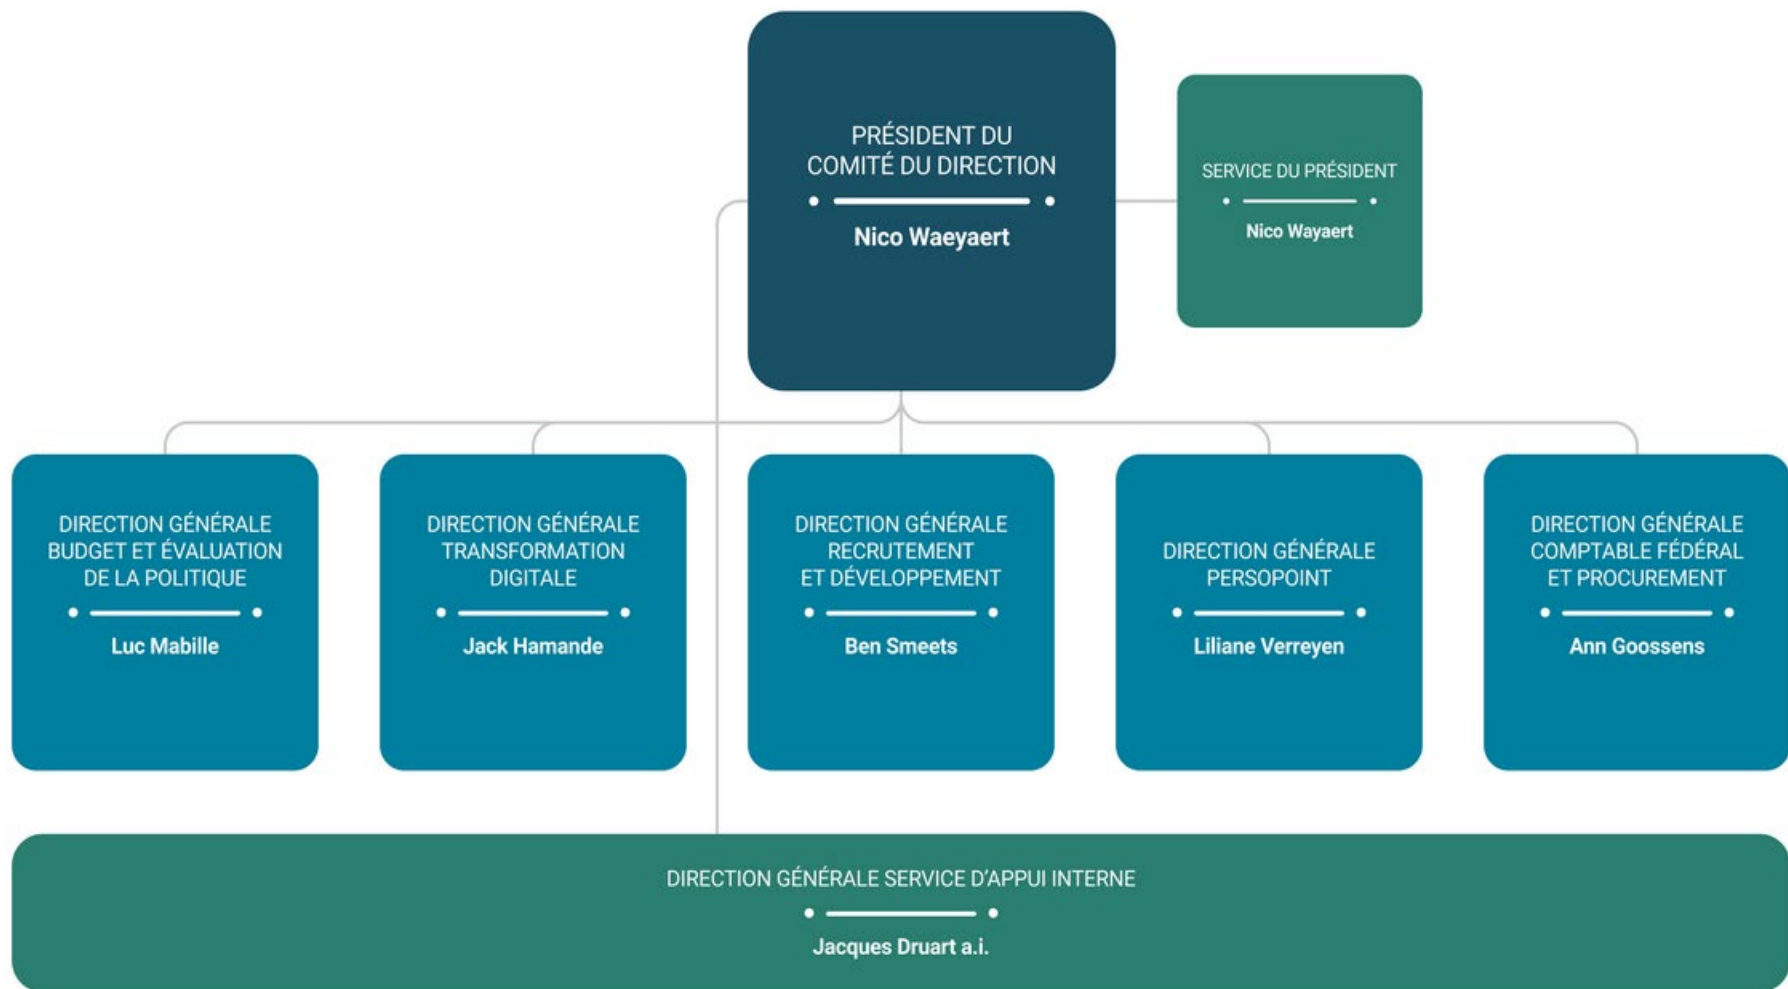 PRÉSIDENT DU
COMITÉ DU DIRECTION
Nico Waeyaert
SERVICE DU PRÉSIDENT
Nico Wayaert
DIRECTION GÉNÉRALE
BUDGET ET ÉVALUATION
DE LA POLITIQUE
Luc Mabille
DIRECTION GÉNÉRALE
TRANSFORMATION
DIGITALE
Jack Hamande
DIRECTION GÉNÉRALE
RECRUTEMENT
ET DÉVELOPPEMENT
Ben Smeets
DIRECTION GÉNÉRALE
PERSOPOINT
Liliane Verreyen
DIRECTION GÉNÉRALE
COMPTABLE FÉDÉRAL
ET PROCUREMENT
Ann Goossens
DIRECTION GÉNÉRALE SERVICE D'APPUI INTERNE
Jacques Druart a.i.